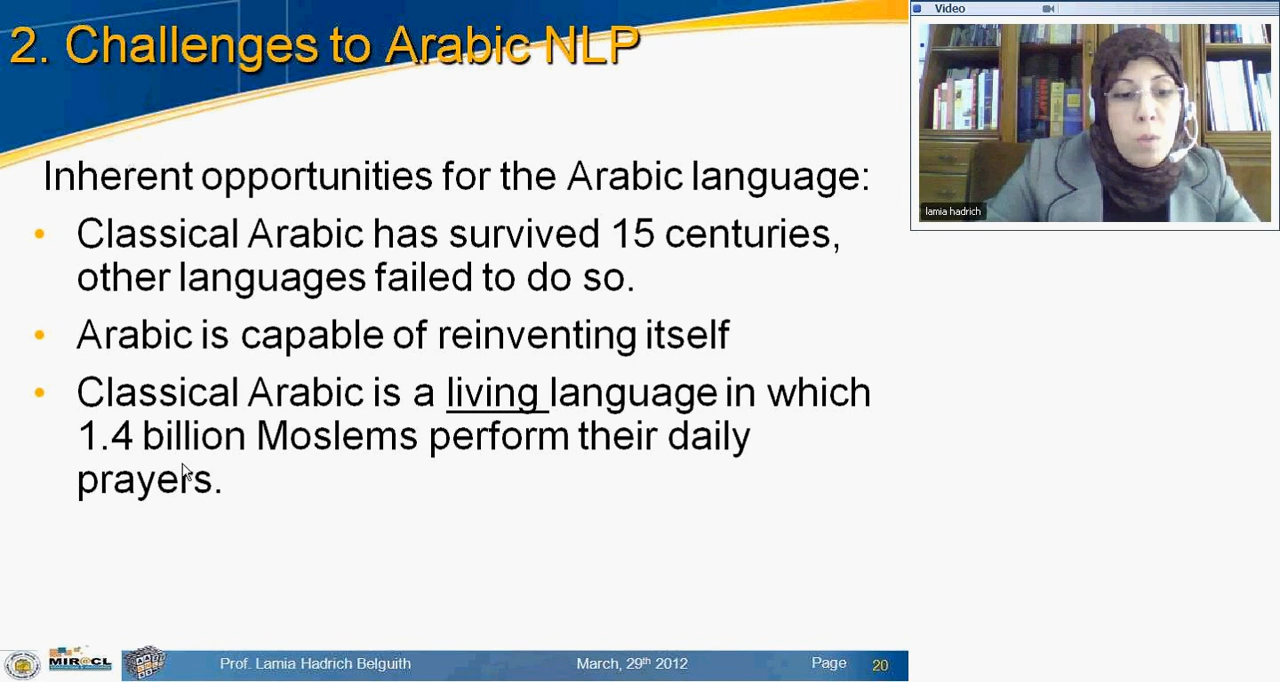 2. Challenges to Arabic NLP
Inherent opportunities for the Arabic language:
• Classical Arabic has survived 15 centuries,
other languages failed to do so.
• Arabic is capable of reinventing itself
• Classical Arabic is a living language in which
1.4 billion Moslems perform their daily
prayers.
Video
lamia hadrich
MIR@CL
Prof. Lamia Hadrich Belguith
March, 29th 2012
Page 20